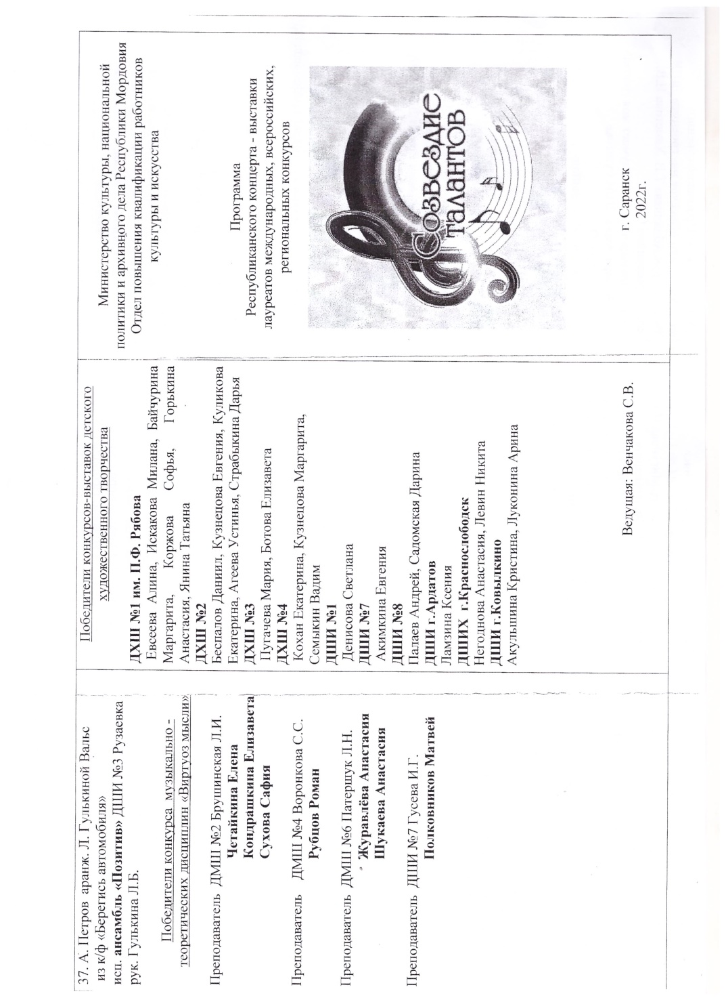 37. А. Петров аранж. Л. Гулькиной Вальс
из к/ф «Берегись автомобиля»
исп. ансамбль «Позитив» ДШИ №3 Рузаевка
рук. Гулькина Л.Б.
Победители конкурса музыкально -
теоретических дисциплин «Виртуоз мысли»
Преподаватель ДМШ №2 Брушинская Л.И.
Четайкина Елена
Кондрашкина Елизавета
Сухова Сафия
Преподаватель ДМШ №4 Воронкова С.С.
Рубцов Роман
Преподаватель ДМШ №6 Патершук Л.Н.
Журавлёва Анастасия
Шукаева Анастасия
Преподаватель ДШИ №7 Гусева И.Г.
Полковников Матвей
Победители конкурсов-выставок детского
художественного творчества
ДХШ №1 им. П.Ф. Рябова
Евсеева Алина, Искакова Милана, Байчурина
Маргарита, Коржова Софья, Горькина
Анастасия, Янина Татьяна
ДХШ №2
Беспалов Даниил, Кузнецова Евгения, Куликова
Екатерина, Агеева Устинья, Страбыкина Дарья
ДХШ №3
Пугачева Мария, Ботова Елизавета
ДХШ №4
Кохан Екатерина, Кузнецова Маргарита,
Семыкин Вадим
ДШИ №1
Денисова Светлана
ДШИ №7
Акимкина Евгения
ДШИ №8
Палаев Андрей, Садомская Дарина
ДШИ г.Ардатов
Ламзина Ксения
ДШИХ г.Краснослободск
Негоднова Анастасия, Левин Никита
ДШИ г.Ковылкино
Акульшина Кристина, Луконина Арина
Ведущая: Венчакова С.В.
Министерство культуры, национальной
политики и архивного дела Республики Мордовия
Отдел повышения квалификации работников
культуры и искусства
Программа
Республиканского концерта - выставки
лауреатов международных, всероссийских,
региональных конкурсов
Созвездие
талантов
г. Саранск
2022г.